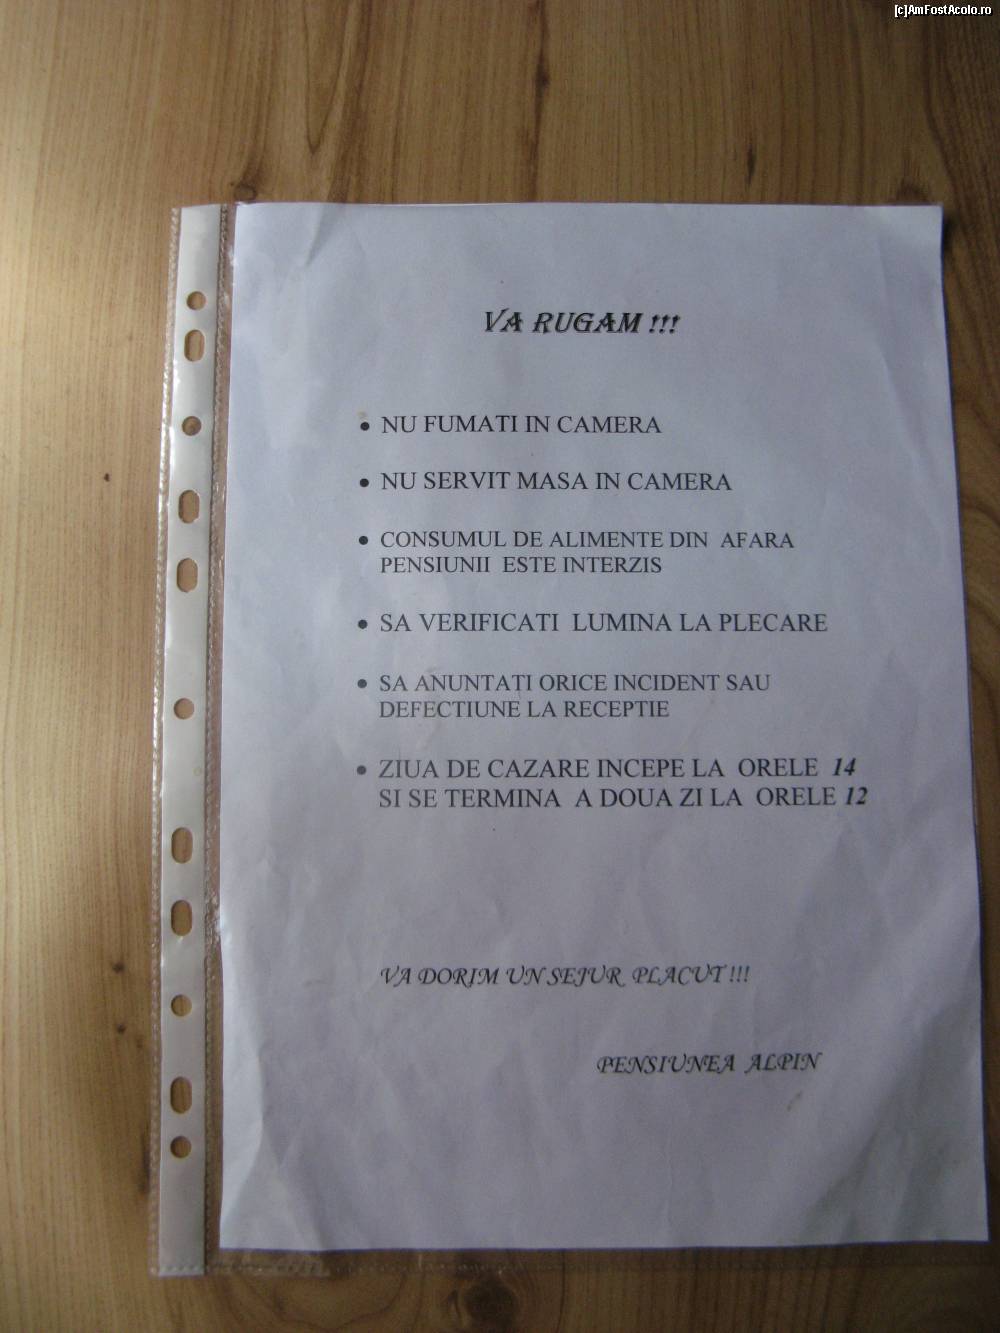 [c]AmFostAcolo.ro
VA RUGAM !!!
• NU FUMATI IN CAMERA
• NU SERVIT MASA IN CAMERA
• CONSUMUL DE ALIMENTE DIN AFARA
PENSIUNII ESTE INTERZIS
• SA VERIFICATI LUMINA LA PLECARE
• SA ANUNTATI ORICE INCIDENT SAU
DEFECTIUNE LA RECEPTIE
• ZIUA DE CAZARE INCEPE LA ORELE 14
SI SE TERMINA A DOUA ZI LA ORELE 12
VA DORIM UN SEJUR PLACUT !!!
PENSIUNEA ALPIN